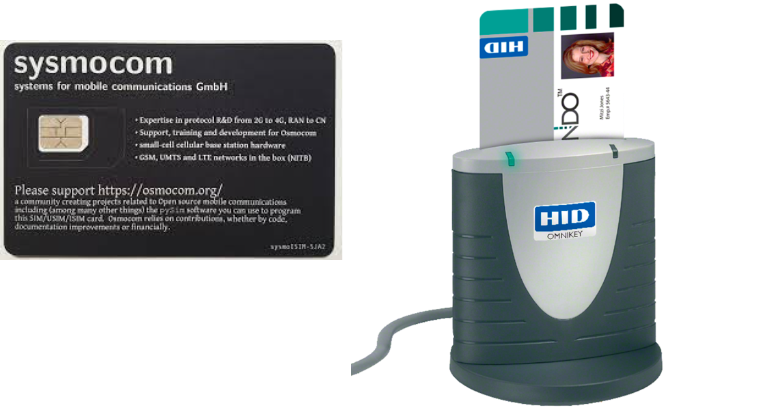 sysmocom
systems for mobile communications GmbH
• Expertise in protocol R&D from 2G to 4G, RAN to CN
• Support, training and development for Osmocom
• small-cell cellular base station hardware
• GSM, UMTS and LTE networks in the box (NITB)
Please support https://osmocom.org/
a community creating projects related to Open source mobile communications
including (among many other things) the pySim software you can use to program
this SIM/USIM/ISIM card. Osmocom relies on contributions, whether by code,
documentation improvements or financially.
sysmoISIM-SJA2
HID
NDO™
HID
OMNIKEY